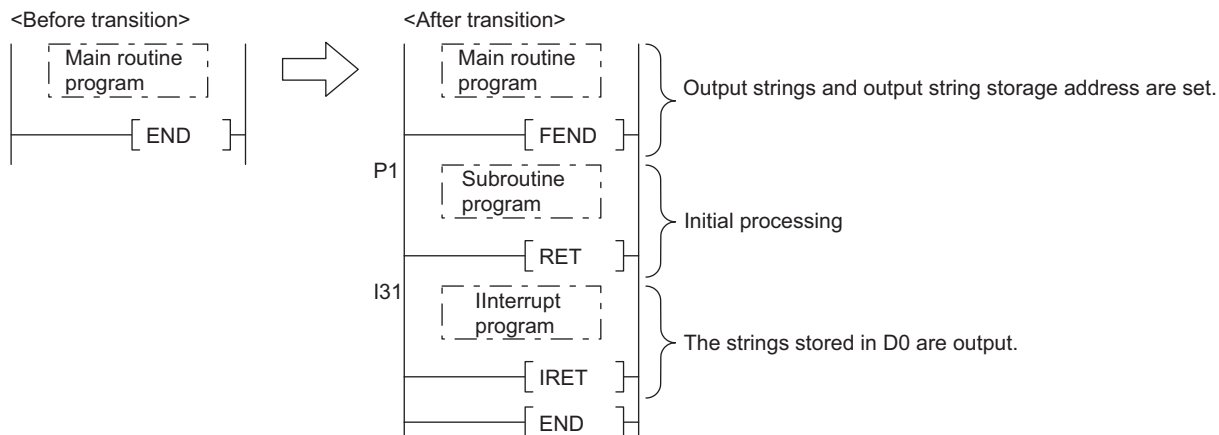 <Before transition>
Main routine
program
END
<After transition>
Main routine
program
FEND
Output strings and output string storage address are set.
P1
Subroutine
program
RET
Initial processing
I31
IInterrupt
program
IRET
The strings stored in D0 are output.
END